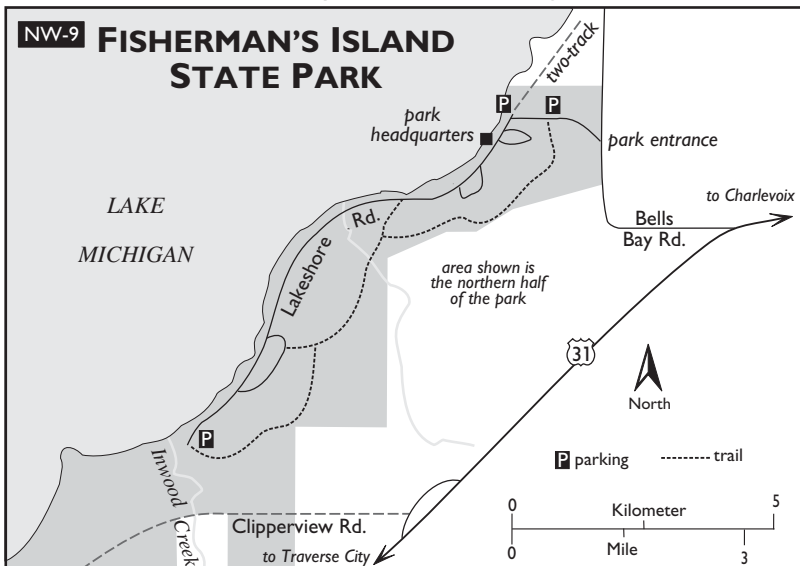 NW-9
FISHERMAN'S ISLAND
STATE PARK
two-track
P
P
park
headquarters
park entrance
to Charlevoix
LAKE
MICHIGAN
Rd.
Lakeshore
Bells
Bay Rd.
area shown is
the northern half
of the park
31
North
P
P parking
trail
Inwood
Creek
Clipperview Rd.
to Traverse City
0
Kilometer
5
0
Mile
3